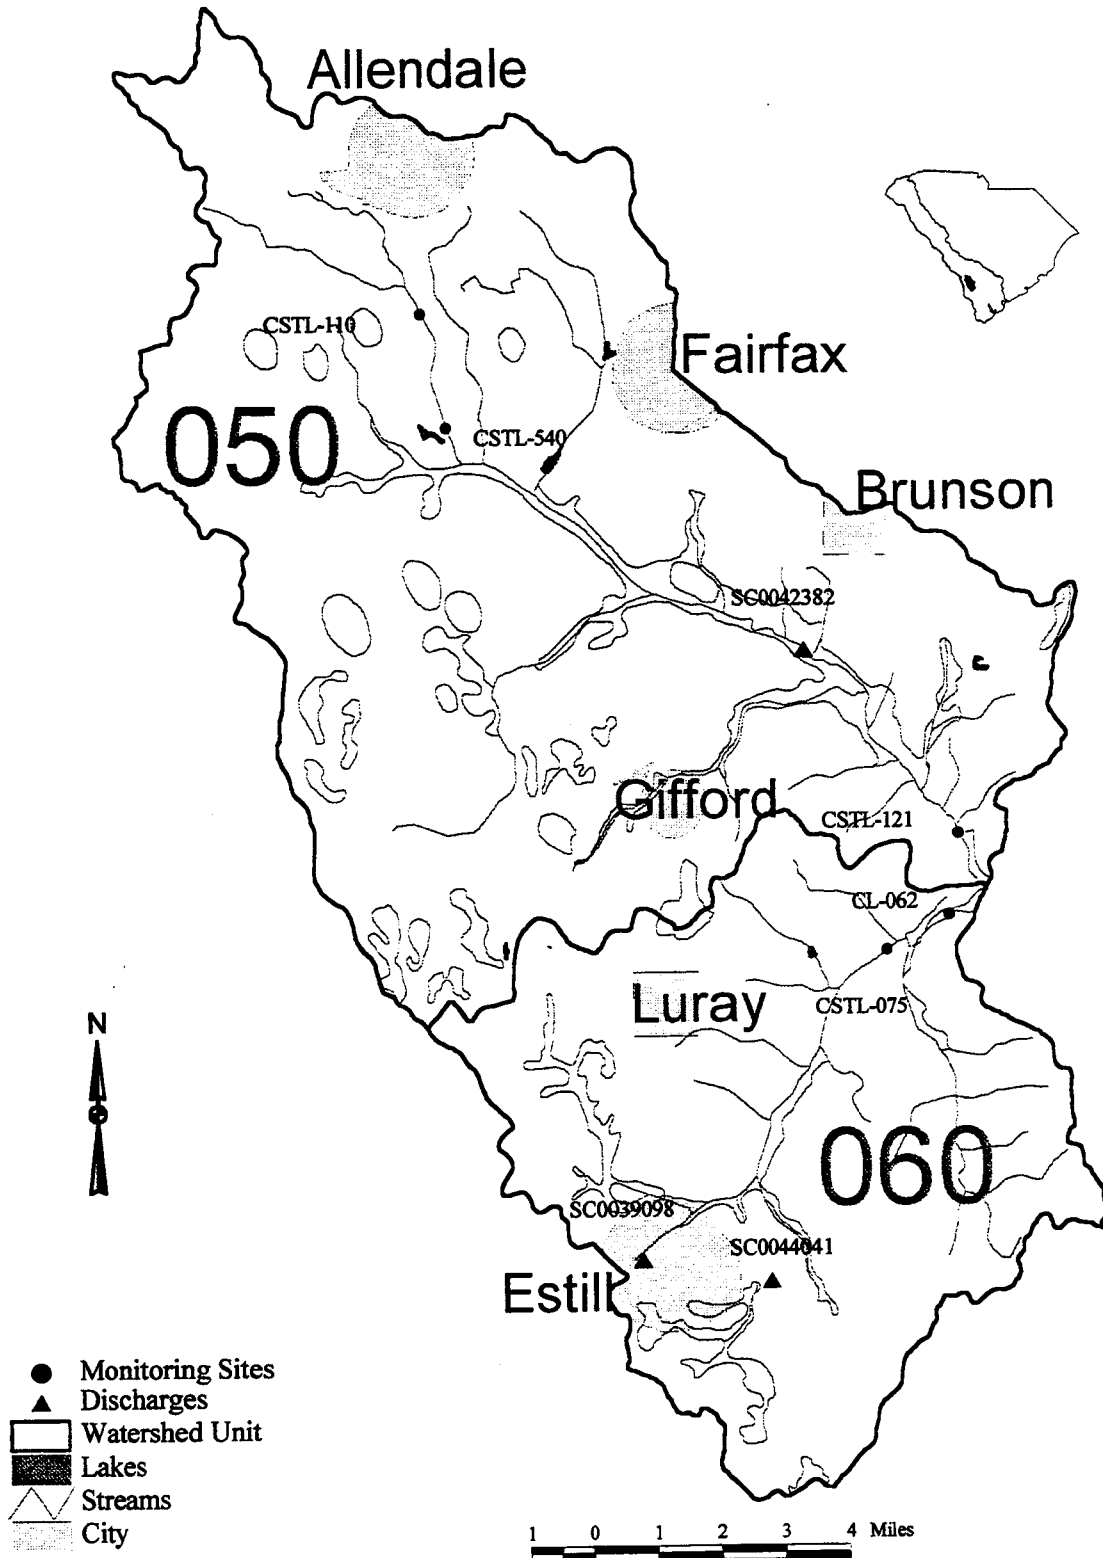 Allendale
CSTL-110
Fairfax
050
CSTL-540
Brunson
SC0042382
Gifford
CSTL-121
CL-062
Luray
CSTL-075
N
060
SC0039098
SC0044041
Estill
Monitoring Sites
Discharges
Watershed Unit
Lakes
Streams
City
1 0 1 2 3 4 Miles